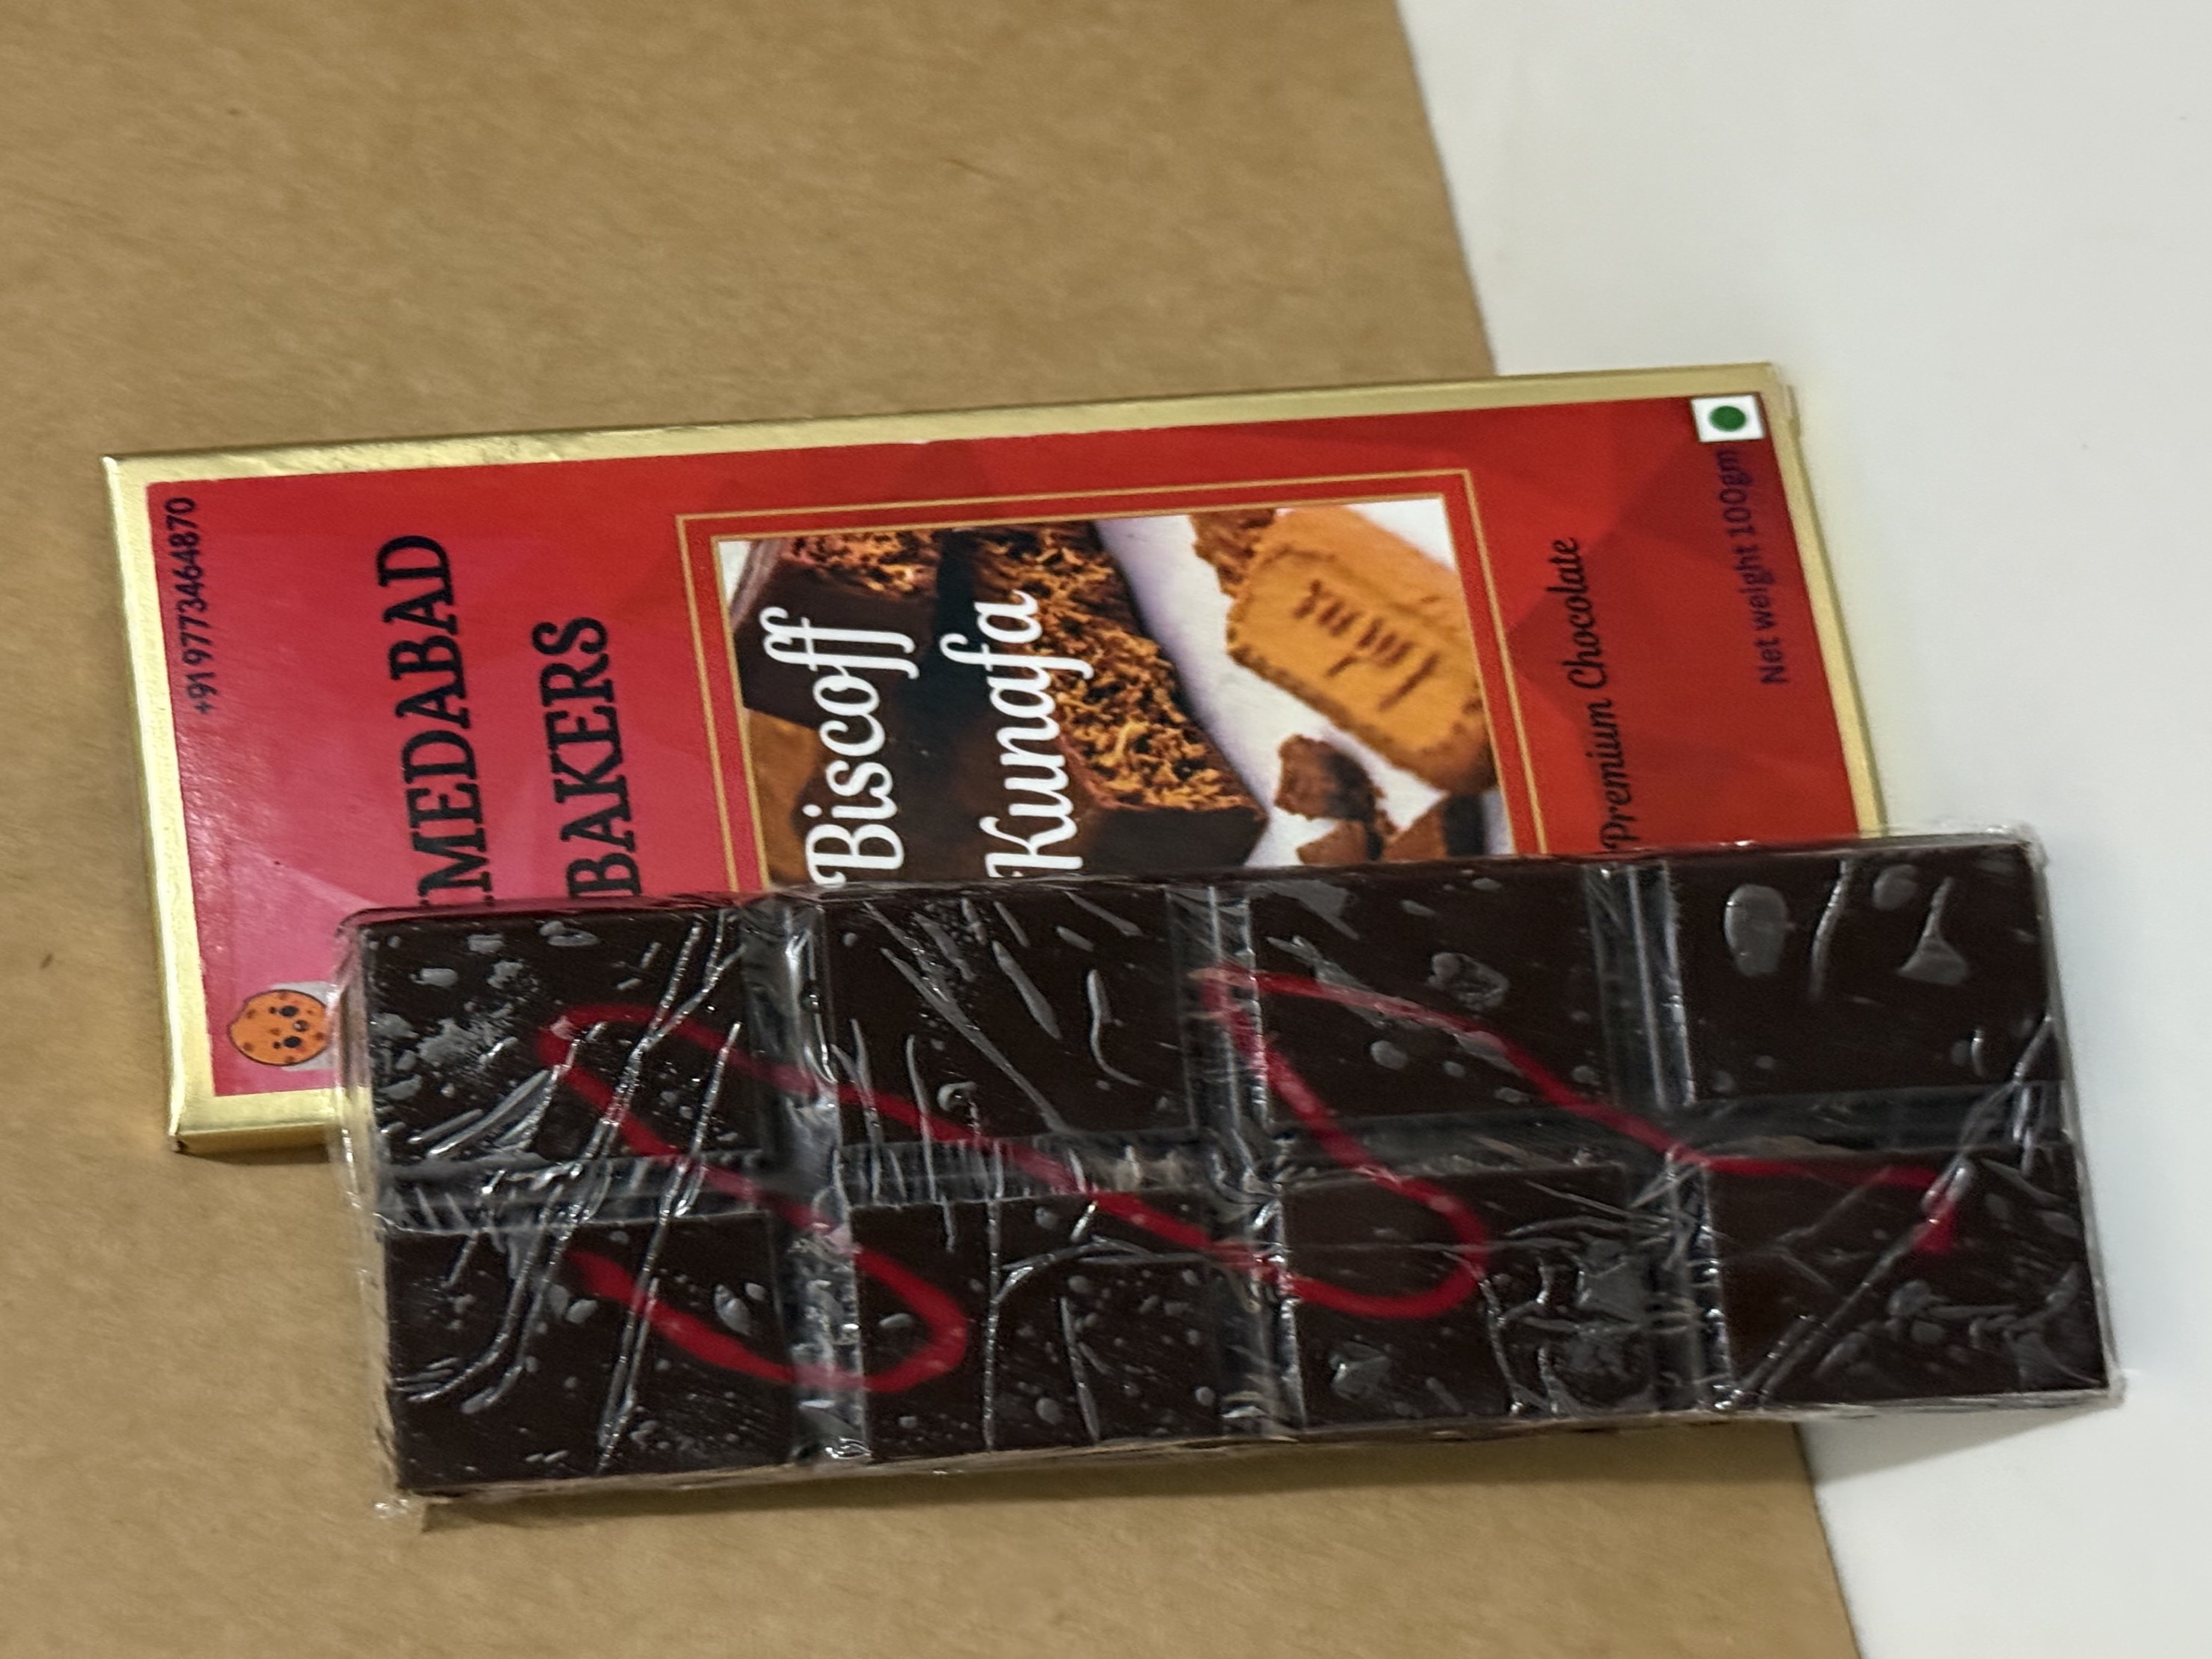 +91 9773464870
MEDABAD
BAKERS
Biscoff
Kunafa
Premium Chocolate
Net weight 100gm